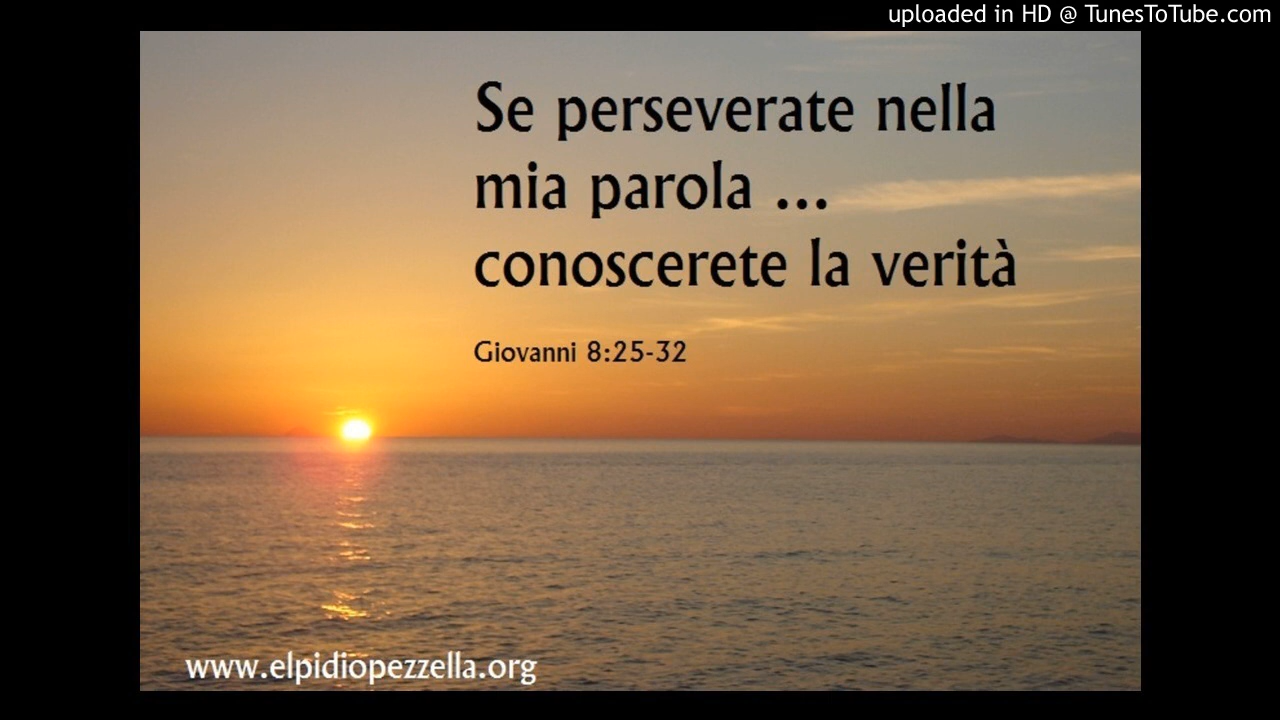 uploaded in HD @ TunesToTube.com
Se perseverate nella
mia parola ...
conoscerete la verità
Giovanni 8:25-32
www.elpidiopezzella.org